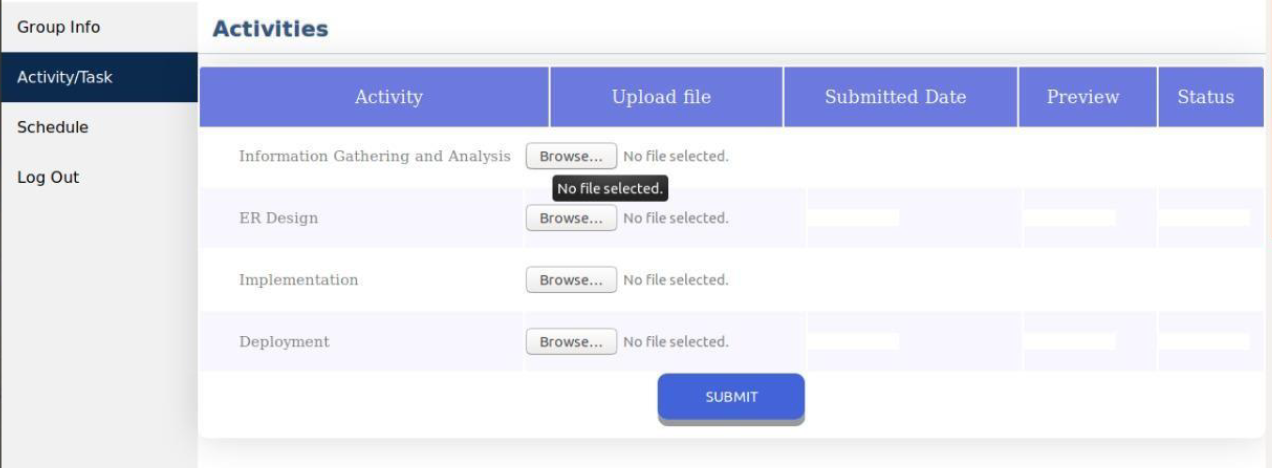 Group Info
Activity/Task
Schedule
Log Out
Activities
Activity Upload file Submitted Date Preview Status
Information Gathering and Analysis Browse... No file selected.
No file selected.
ER Design Browse... No file selected.
Implementation Browse... No file selected.
Deployment Browse... No file selected.
SUBMIT